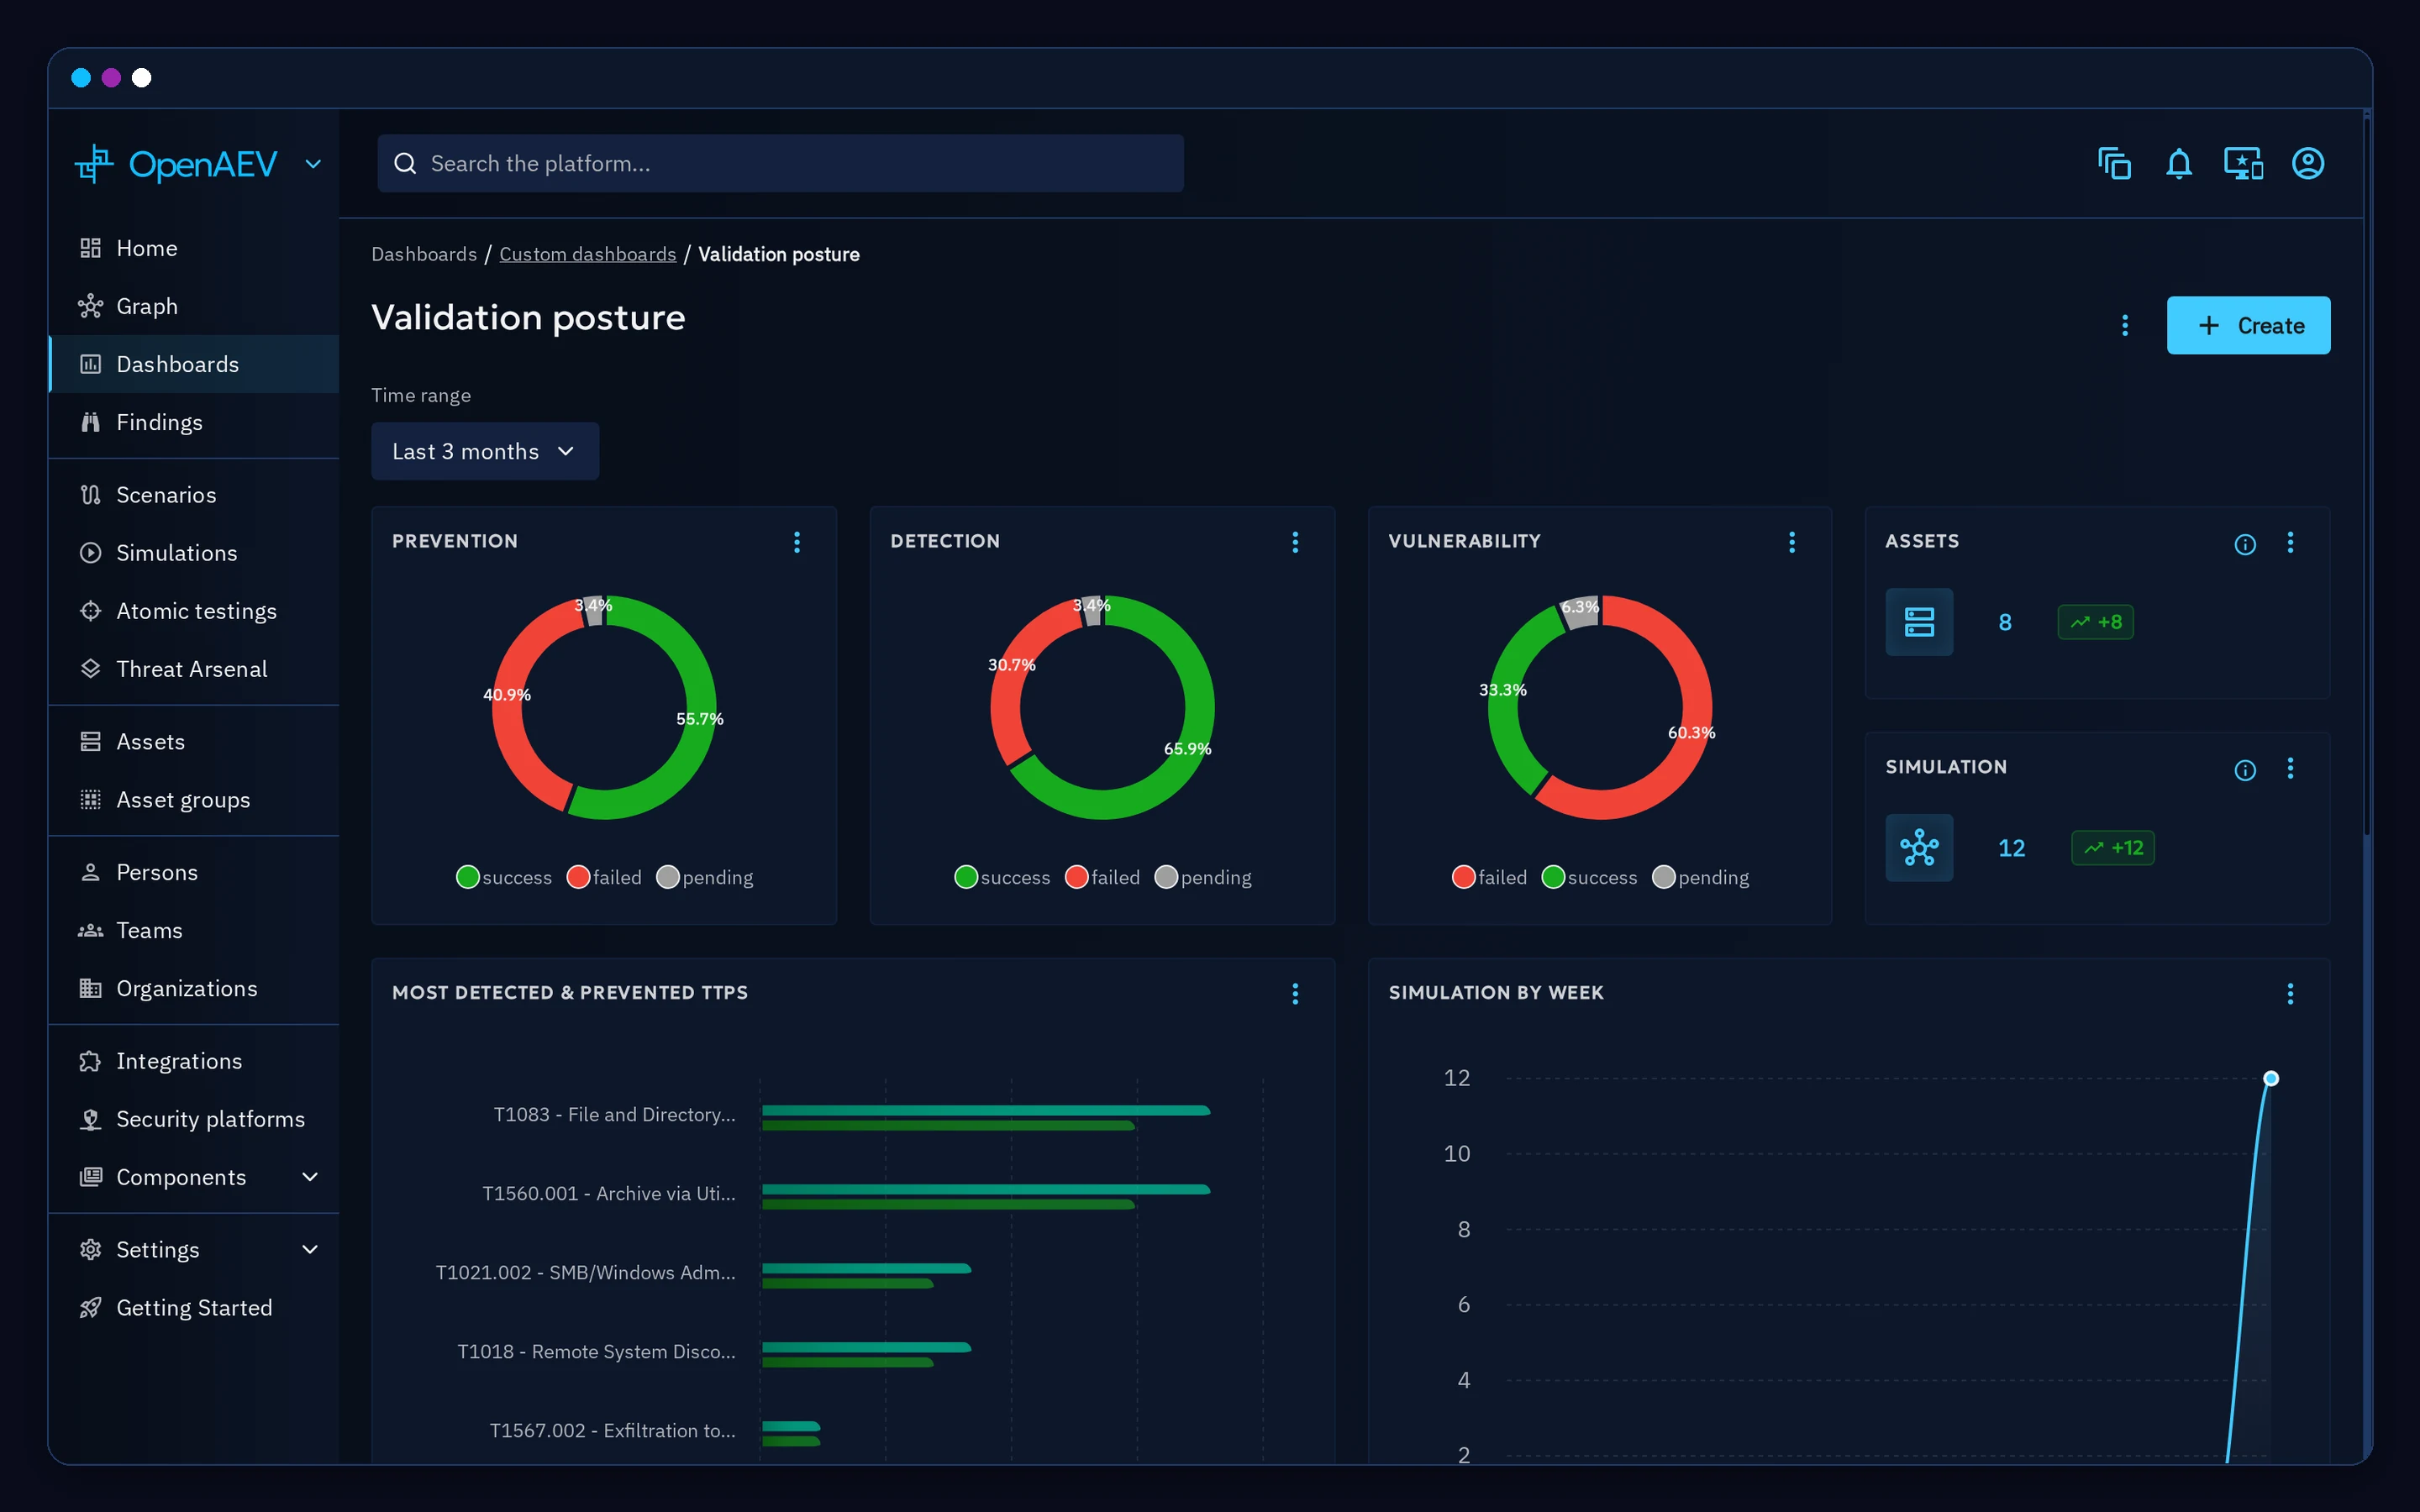 OpenAEV
Search the platform...
Home
Graph
Dashboards
Findings
Scenarios
Simulations
Atomic testings
Threat Arsenal
Assets
Asset groups
Persons
Teams
Organizations
Integrations
Security platforms
Components
Settings
Getting Started
Dashboards / Custom dashboards / Validation posture
Validation posture
Create
Time range
Last 3 months
PREVENTION
3.4%
40.9%
55.7%
success failed pending
DETECTION
3.4%
30.7%
65.9%
success failed pending
VULNERABILITY
6.3%
33.3%
60.3%
failed success pending
ASSETS
8 +8
SIMULATION
12 +12
MOST DETECTED & PREVENTED TTPS
T1083 - File and Directory...
T1560.001 - Archive via Uti...
T1021.002 - SMB/Windows Adm...
T1018 - Remote System Disco...
T1567.002 - Exfiltration to...
SIMULATION BY WEEK
12
10
8
6
4
2